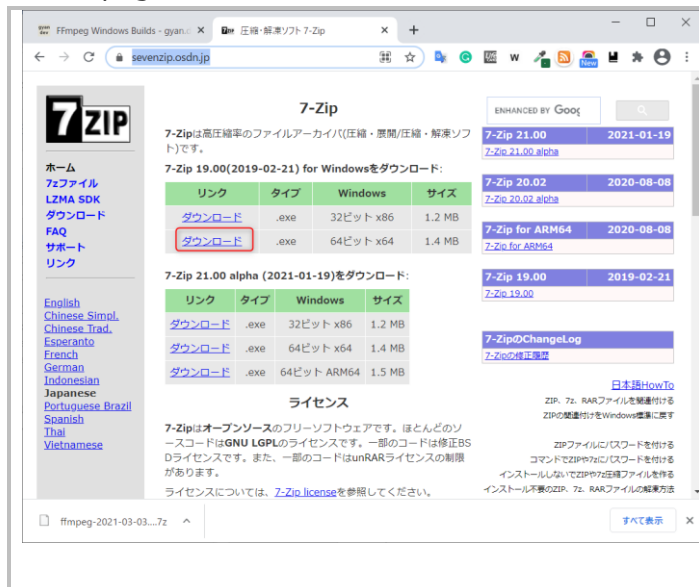 FFmpeg Windows Builds - gyan.d
圧縮・解凍ソフト 7-Zip
sevenzip.osdn.jp
New
7 ZIP
ホーム
7zファイル
LZMA SDK
ダウンロード
FAQ
サポート
リンク
English
Chinese Simpl.
Chinese Trad.
Esperanto
French
German
Indonesian
Japanese
Portuguese Brazil
Spanish
Thai
Vietnamese
7-Zip
7-Zipは高圧縮率のファイルアーカイバ(圧縮・展開/圧縮・解凍ソフ
ト)です。
7-Zip 19.00(2019-02-21) for Windowsをダウンロード:
リンク タイプ Windows サイズ
ダウンロード .exe 32ビット x86 1.2 MB
ダウンロード .exe 64ビット x64 1.4 MB
7-Zip 21.00 alpha (2021-01-19)をダウンロード:
リンク タイプ Windows サイズ
ダウンロード .exe 32ビット x86 1.2 MB
ダウンロード .exe 64ビット x64 1.4 MB
ダウンロード .exe 64ビット ARM64 1.5 MB
ライセンス
7-Zipはオープンソースのフリーソフトウェアです。ほとんどのソ
ースコードはGNU LGPLのライセンスです。一部のコードは修正BS
Dライセンスです。また、一部のコードはunRARライセンスの制限
があります。
ライセンスについては、7-Zip licenseを参照してください。
ENHANCED BY Goog
7-Zip 21.00 2021-01-19
7-Zip 21.00 alpha
7-Zip 20.02 2020-08-08
7-Zip 20.02 alpha
7-Zip for ARM64 2020-08-08
7-Zip for ARM64
7-Zip 19.00 2019-02-21
7-Zip 19.00
7-ZipのChangeLog
7-Zipの修正履歴
日本語HowTo
ZIP、7z、RARファイルを関連付ける
ZIPの関連付けをWindows標準に戻す
ZIPファイルにパスワードを付ける
コマンドでZIPや7zにパスワードを付ける
インストールしないでZIPや7z圧縮ファイルを作る
インストール不要のZIP、7z、RARファイルの解凍方法
ffmpeg-2021-03-03....7z
すべて表示